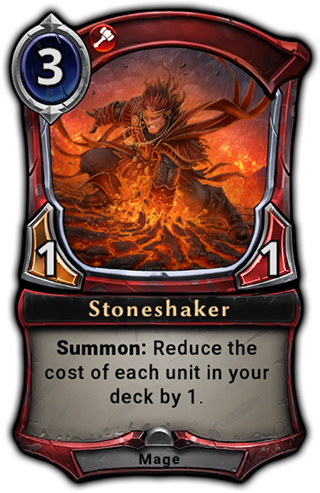 3
1
1
Stoneshaker
Summon: Reduce the
cost of each unit in your
deck by 1.
Mage